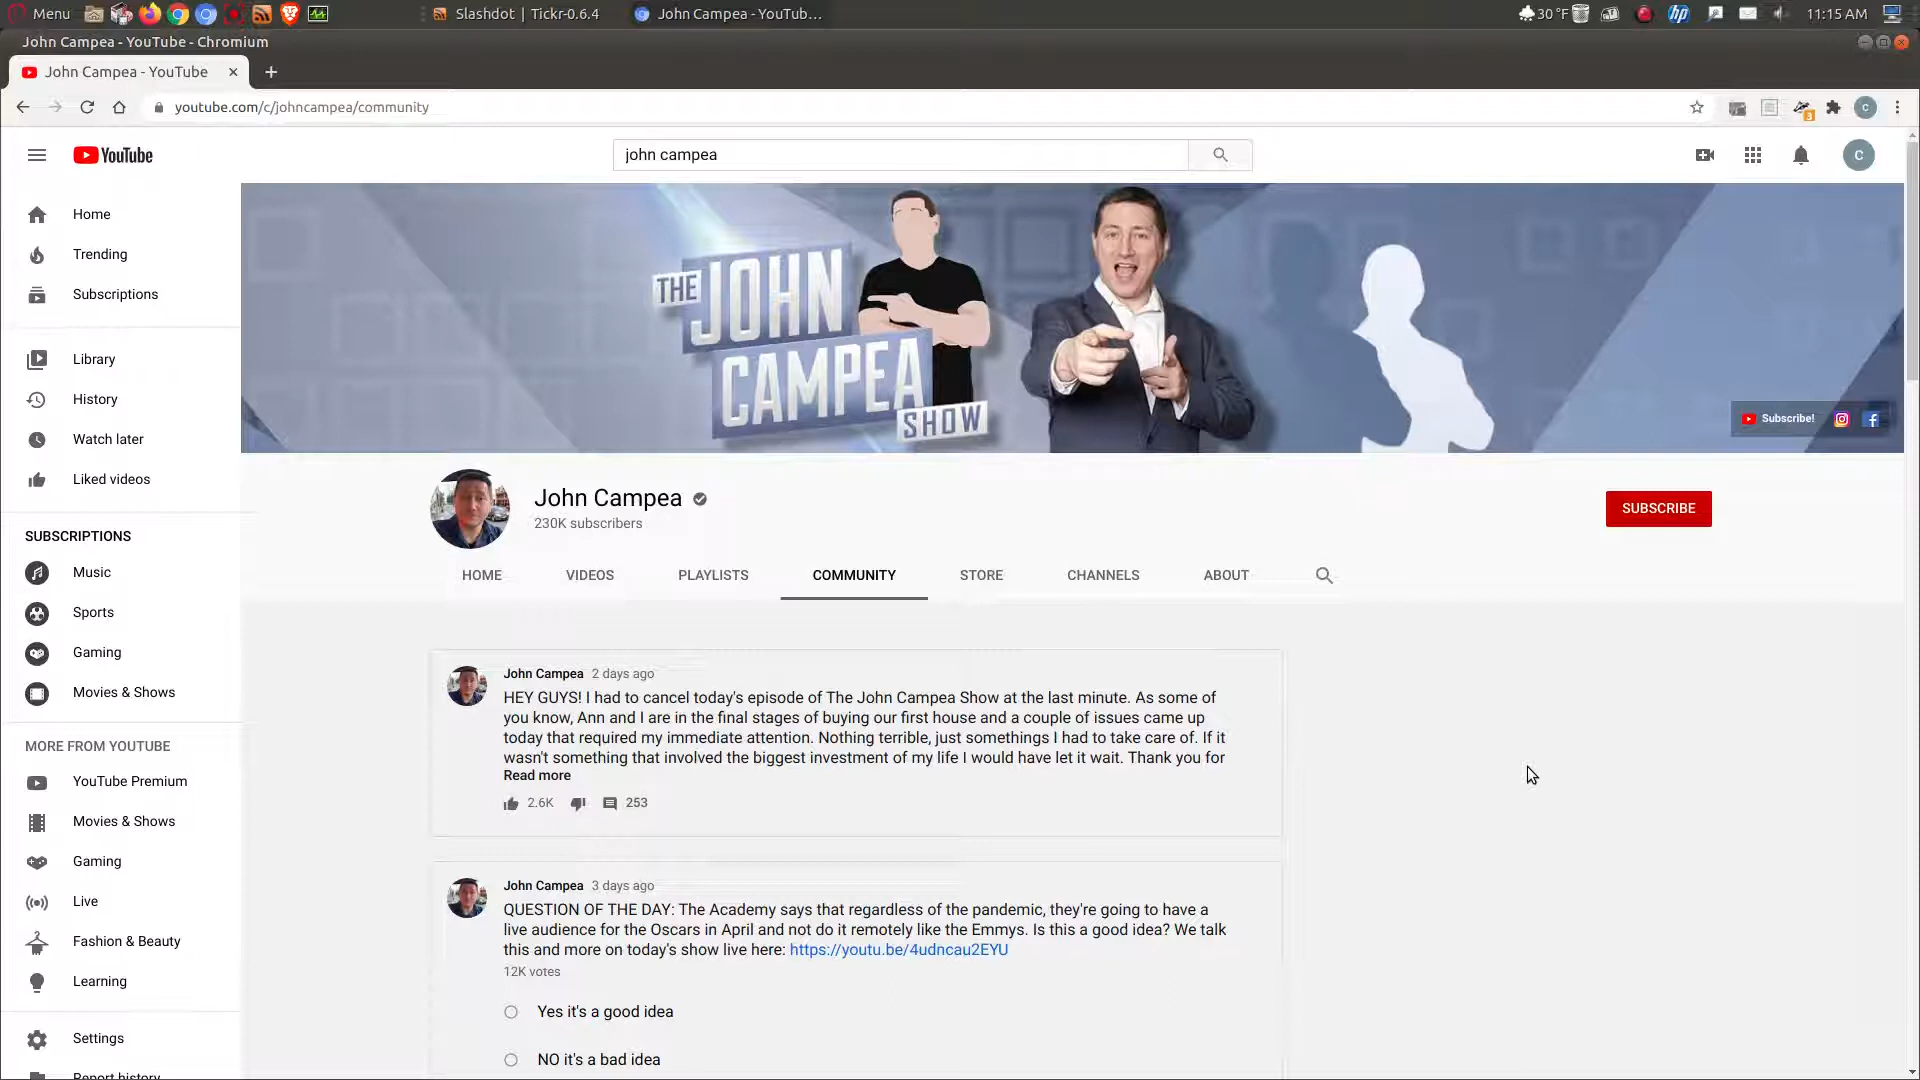 Menu
Slashdot | Tickr-0.6.4
John Campea - YouTub...
30 °F
11:15 AM
John Campea - YouTube - Chromium
John Campea - YouTube
youtube.com/c/johncampea/community
3
C
YouTube
john campea
C
Home
Trending
Subscriptions
Library
History
Watch later
Liked videos
SUBSCRIPTIONS
Music
Sports
Gaming
Movies & Shows
MORE FROM YOUTUBE
YouTube Premium
Movies & Shows
Gaming
Live
Fashion & Beauty
Learning
Settings
Report history
THE
JOHN
CAMPEA
SHOW
Subscribe!
John Campea
230K subscribers
SUBSCRIBE
HOME VIDEOS PLAYLISTS COMMUNITY STORE CHANNELS ABOUT
John Campea 2 days ago
HEY GUYS! I had to cancel today's episode of The John Campea Show at the last minute. As some of
you know, Ann and I are in the final stages of buying our first house and a couple of issues came up
today that required my immediate attention. Nothing terrible, just somethings I had to take care of. If it
wasn't something that involved the biggest investment of my life I would have let it wait. Thank you for
Read more
2.6K 253
John Campea 3 days ago
QUESTION OF THE DAY: The Academy says that regardless of the pandemic, they're going to have a
live audience for the Oscars in April and not do it remotely like the Emmys. Is this a good idea? We talk
this and more on today's show live here: https://youtu.be/4udncau2EYU
12K votes
Yes it's a good idea
NO it's a bad idea